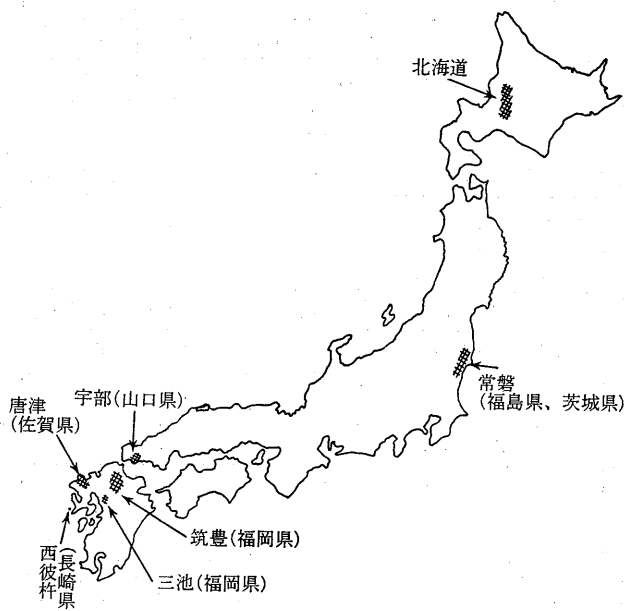 北海道
常磐
(福島県、茨城県)
宇部(山口県)
唐津
(佐賀県)
筑豊(福岡県)
三池(福岡県)
西彼杵
(長崎県